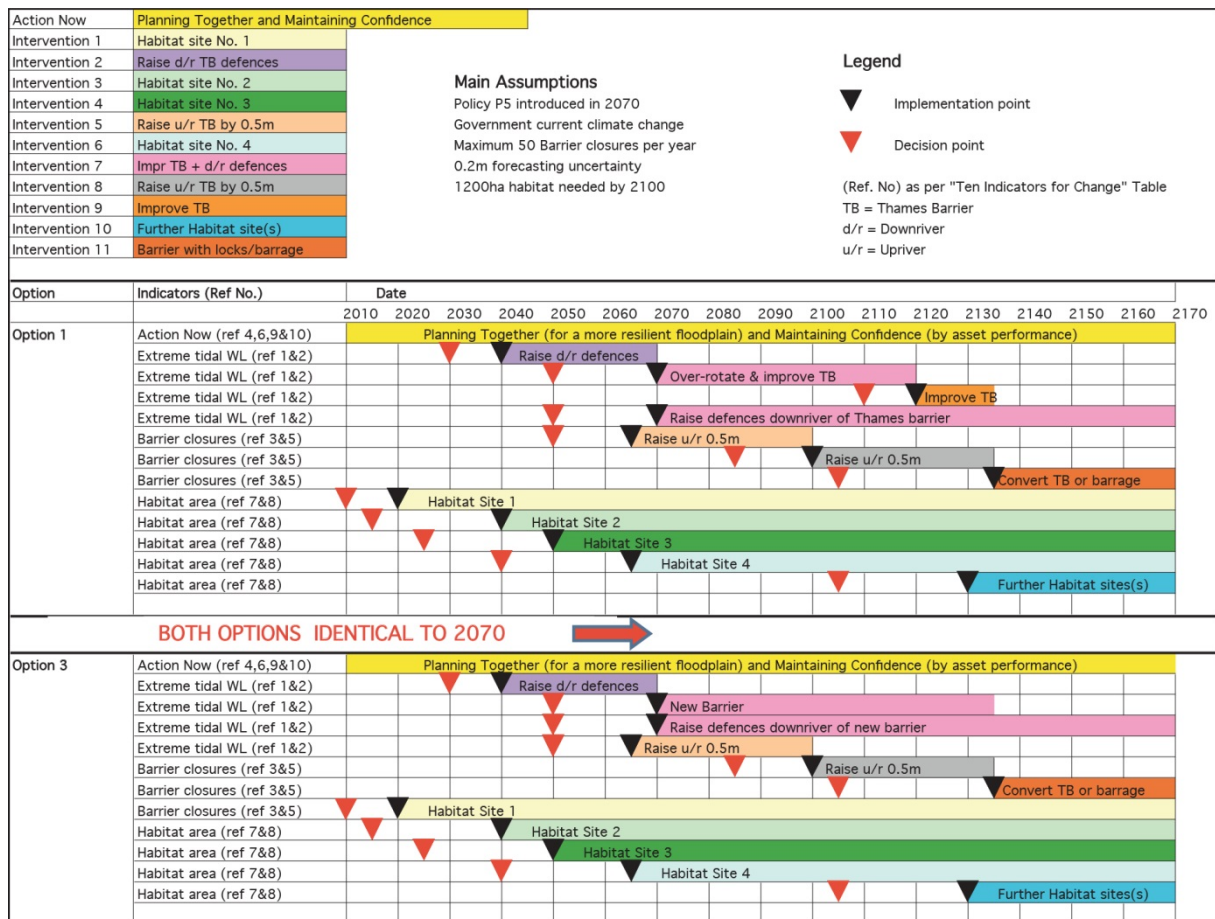 Action Now Planning Together and Maintaining Confidence
Intervention 1 Habitat site No. 1
Intervention 2 Raise d/r TB defences
Intervention 3 Habitat site No. 2
Intervention 4 Habitat site No. 3
Intervention 5 Raise u/r TB by 0.5m
Intervention 6 Habitat site No. 4
Intervention 7 Impr TB + d/r defences
Intervention 8 Raise u/r TB by 0.5m
Intervention 9 Improve TB
Intervention 10 Further Habitat site(s)
Intervention 11 Barrier with locks/barrage
Main Assumptions
Policy P5 introduced in 2070
Government current climate change
Maximum 50 Barrier closures per year
0.2m forecasting uncertainty
1200ha habitat needed by 2100
Legend
Implementation point
Decision point
(Ref. No) as per "Ten Indicators for Change" Table
TB = Thames Barrier
d/r = Downriver
u/r = Upriver
Option Indicators (Ref No.) Date
2010 2020 2030 2040 2050 2060 2070 2080 2090 2100 2110 2120 2130 2140 2150 2160 2170
Option 1 Action Now (ref 4,6,9&10) Planning Together (for a more resilient floodplain) and Maintaining Confidence (by asset performance)
Extreme tidal WL (ref 1&2) Raise d/r defences
Extreme tidal WL (ref 1&2) Over-rotate & improve TB
Extreme tidal WL (ref 1&2) Improve TB
Extreme tidal WL (ref 1&2) Raise defences downriver of Thames barrier
Barrier closures (ref 3&5) Raise u/r 0.5m
Barrier closures (ref 3&5) Raise u/r 0.5m
Barrier closures (ref 3&5) Convert TB or barrage
Habitat area (ref 7&8) Habitat Site 1
Habitat area (ref 7&8) Habitat Site 2
Habitat area (ref 7&8) Habitat Site 3
Habitat area (ref 7&8) Habitat Site 4
Habitat area (ref 7&8) Further Habitat sites(s)
BOTH OPTIONS IDENTICAL TO 2070
Option 3 Action Now (ref 4,6,9&10) Planning Together (for a more resilient floodplain) and Maintaining Confidence (by asset performance)
Extreme tidal WL (ref 1&2) Raise d/r defences
Extreme tidal WL (ref 1&2) New Barrier
Extreme tidal WL (ref 1&2) Raise defences downriver of new barrier
Extreme tidal WL (ref 1&2) Raise u/r 0.5m
Barrier closures (ref 3&5) Raise u/r 0.5m
Barrier closures (ref 3&5) Convert TB or barrage
Barrier closures (ref 3&5) Habitat Site 1
Habitat area (ref 7&8) Habitat Site 2
Habitat area (ref 7&8) Habitat Site 3
Habitat area (ref 7&8) Habitat Site 4
Habitat area (ref 7&8) Further Habitat sites(s)